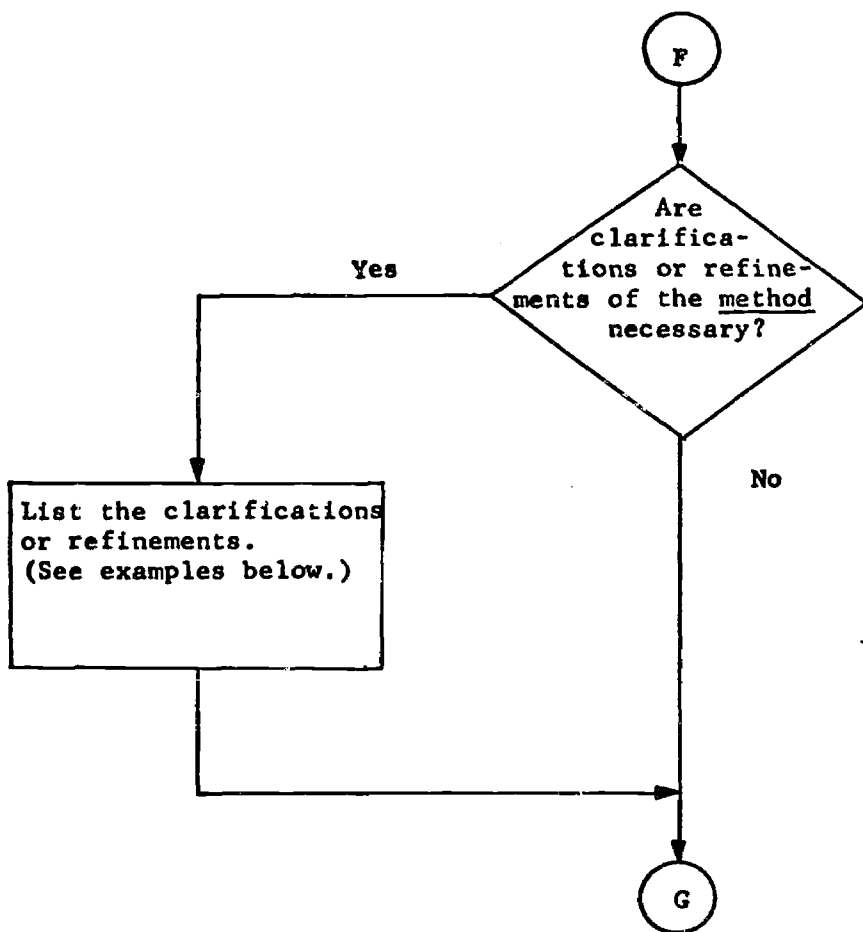 F
Are
clarifica-
tions or refine-
ments of the method
necessary?
Yes
No
List the clarifications
or refinements.
(See examples below.)
G